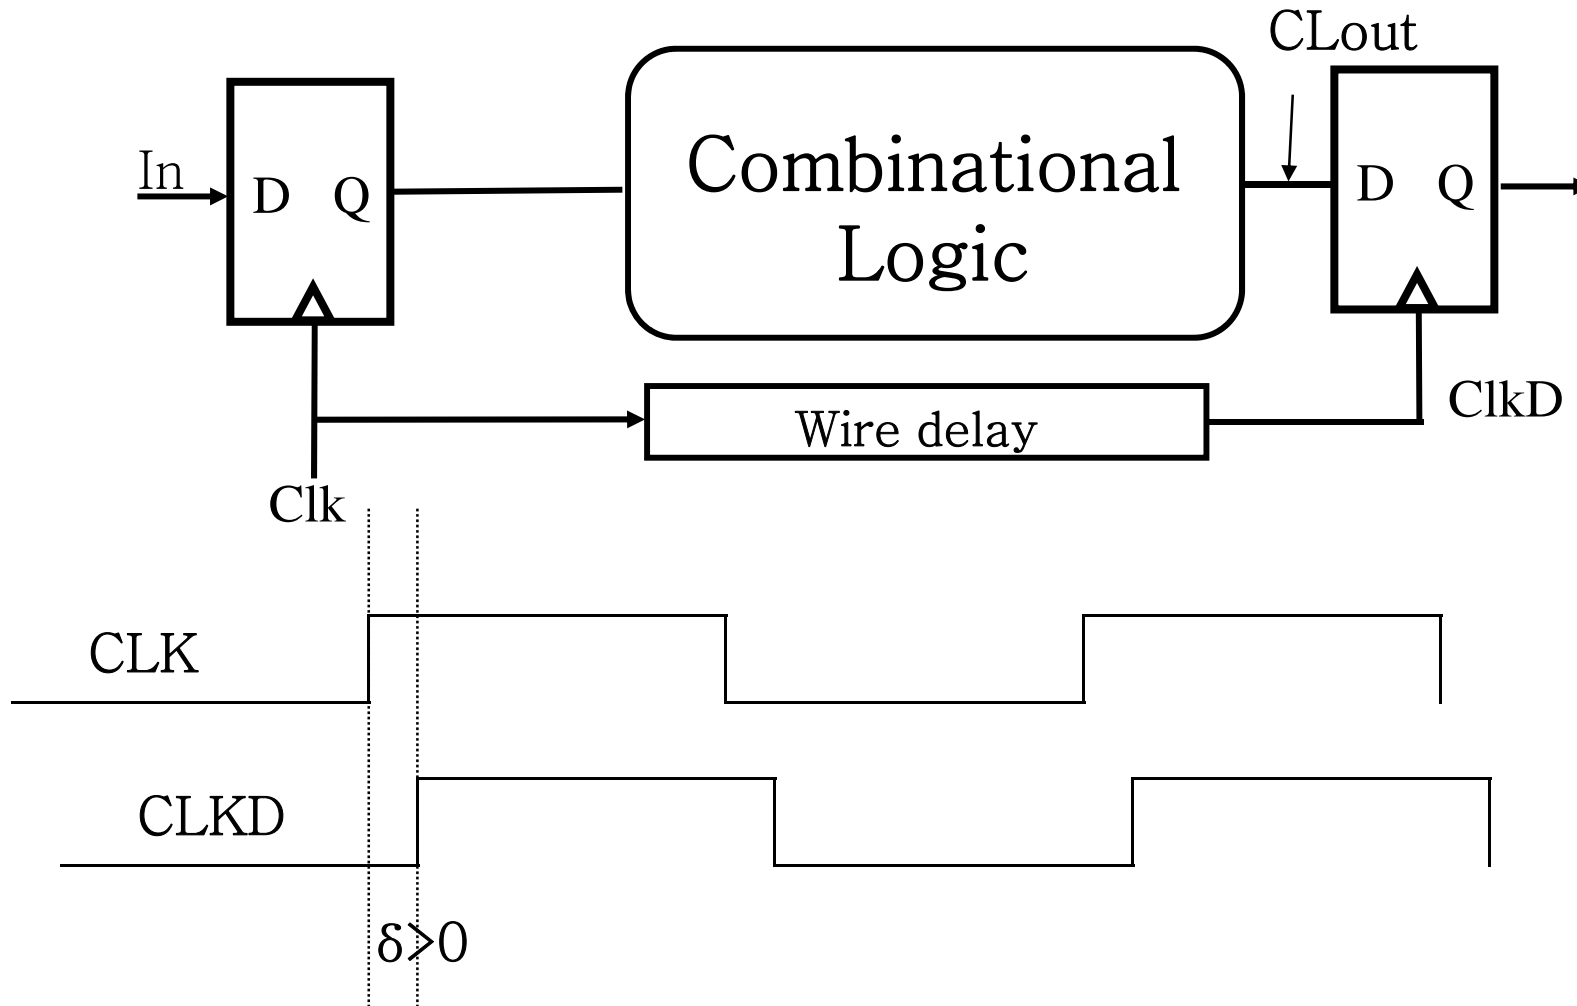 CLout
In
D Q
Combinational
Logic
D Q
Wire delay
ClkD
Clk
CLK
CLKD
δ>0